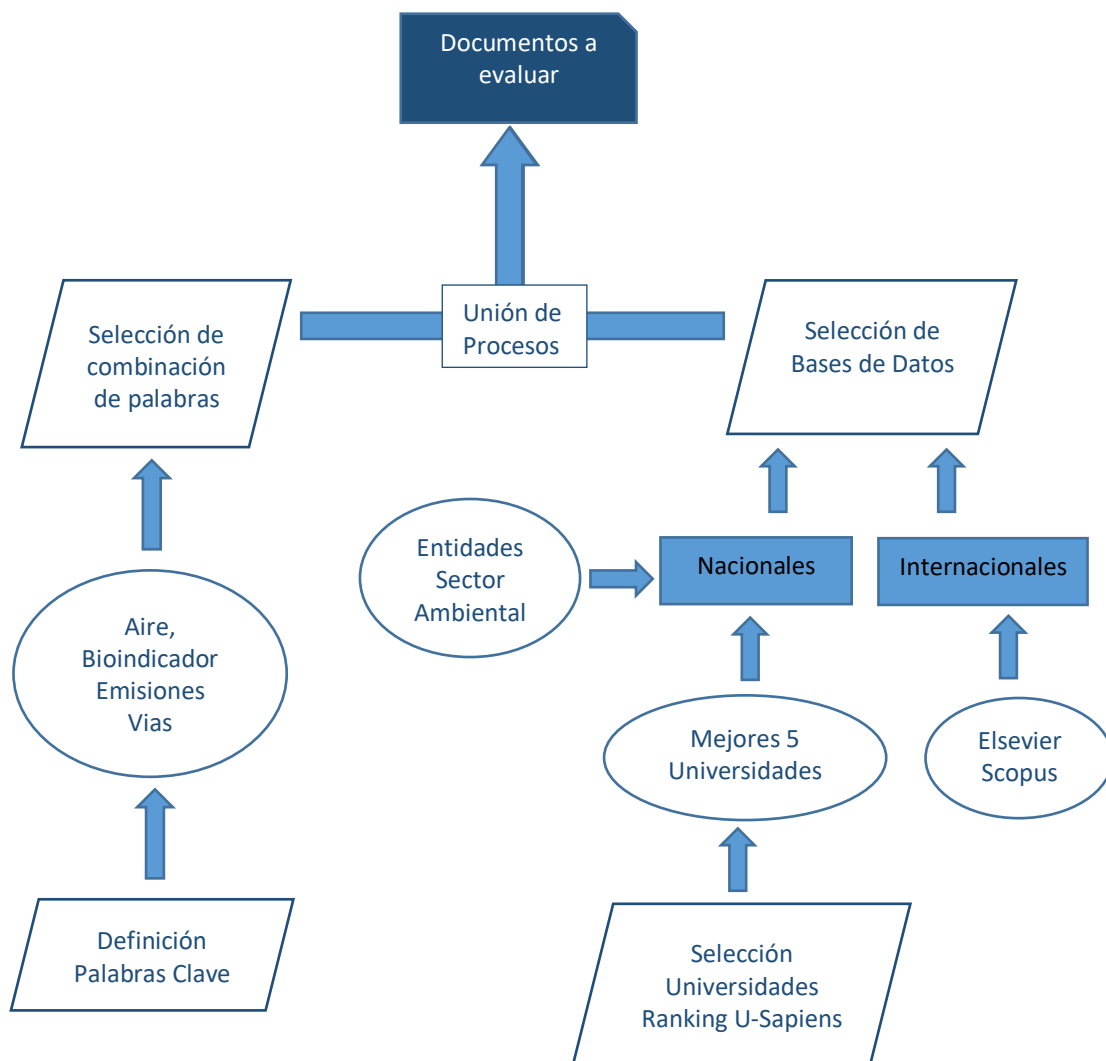 Documentos a
evaluar
Unión de
Procesos
Selección de
combinación
de palabras
Selección de
Bases de Datos
Entidades
Sector
Ambiental
Nacionales
Internacionales
Aire,
Bioindicador
Emisiones
Vias
Mejores 5
Universidades
Elsevier
Scopus
Definición
Palabras Clave
Selección
Universidades
Ranking U-Sapiens